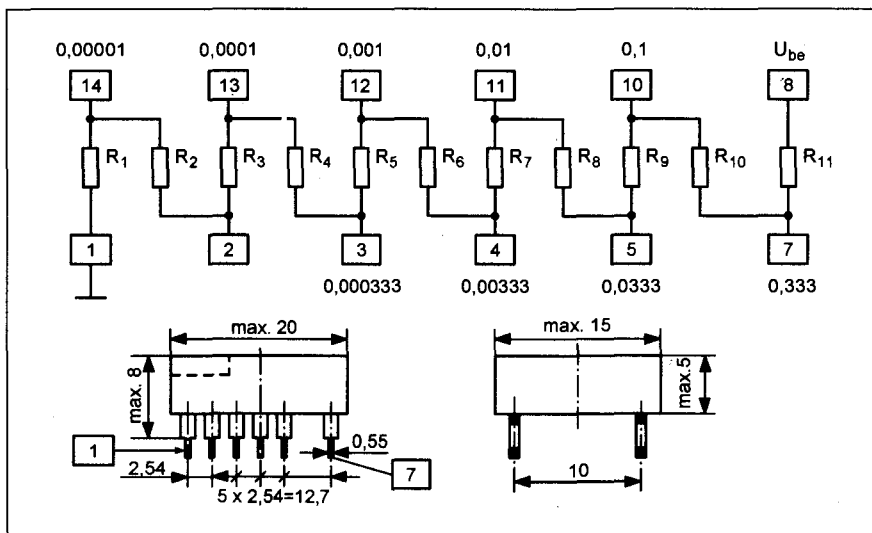 0,00001 0,0001 0,001 0,01 0,1 U_be
14 13 12 11 10 8
R1 R2 R3 R4 R5 R6 R7 R8 R9 R10 R11
1 2 3 4 5 7
0,000333 0,00333 0,0333 0,333
max. 20 max. 15
max. 8 max.5
1 0,55
2,54 7 10
5 x 2,54=12,7